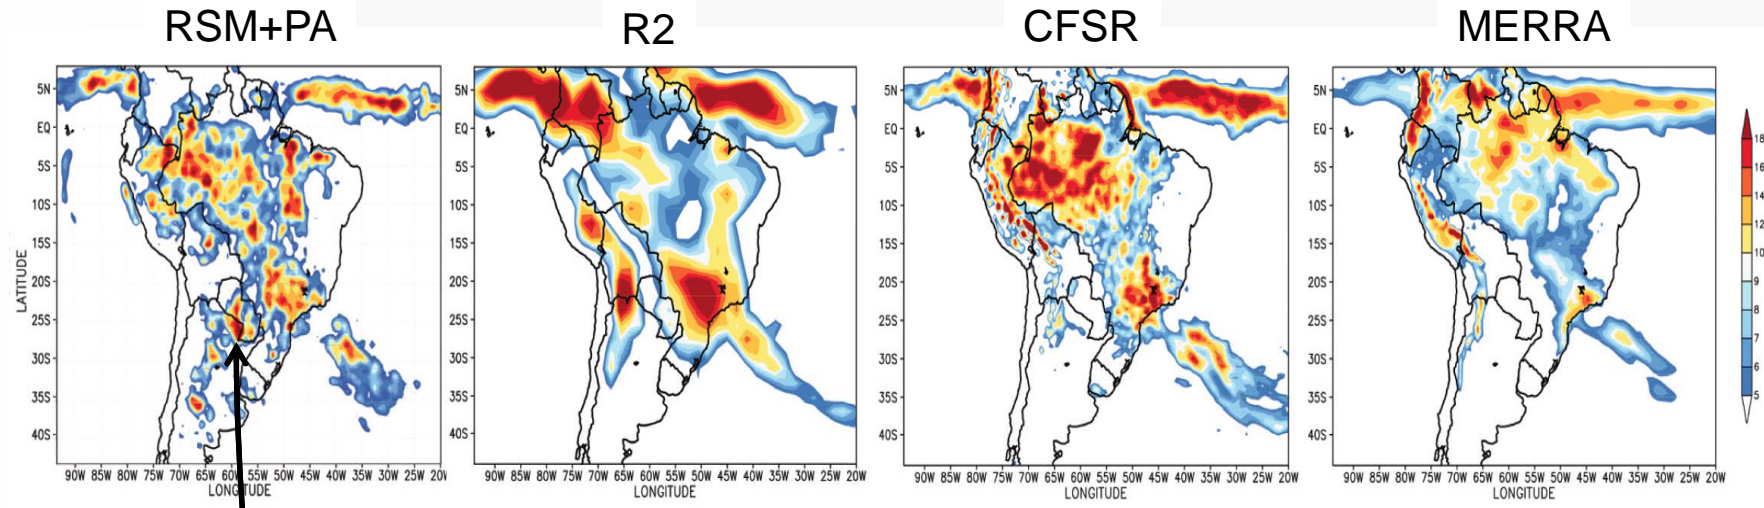 RSM+PA R2 CFSR MERRA
5N 5N 5N 5N
EQ EQ EQ EQ
5S 5S 5S 5S
10S 10S 10S 10S
15S 15S 15S 15S
20S 20S 20S 20S
25S 25S 25S 25S
30S 30S 30S 30S
35S 35S 35S 35S
40S 40S 40S 40S
LATITUDE
18
16
14
12
10
9
8
7
6
5
90W 85W 80W 75W 70W 65W 60W 55W 50W 45W 40W 35W 30W 25W 20W
LONGITUDE
90W 85W 80W 75W 70W 65W 60W 55W 50W 45W 40W 35W 30W 25W 20W
LONGITUDE
90W 85W 80W 75W 70W 65W 60W 55W 50W 45W 40W 35W 30W 25W 20W
LONGITUDE
90W 85W 80W 75W 70W 65W 60W 55W 50W 45W 40W 35W 30W 25W 20W
LONGITUDE